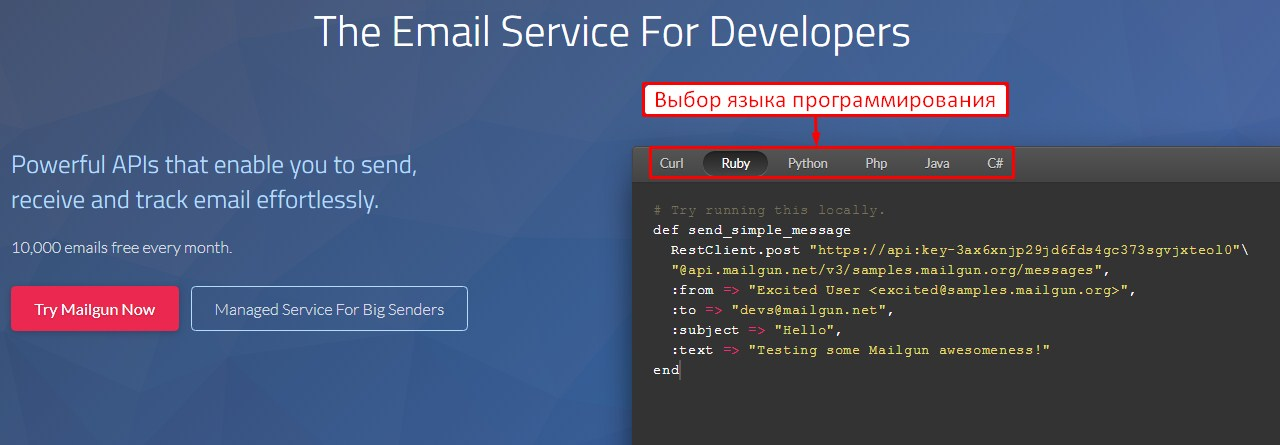 The Email Service For Developers
Выбор языка программирования
Powerful APIs that enable you to send,
receive and track email effortlessly.
10,000 emails free every month.
Try Mailgun Now
Managed Service For Big Senders
Curl Ruby Python Php Java C#
# Try running this locally.
def send_simple_message
RestClient.post "https://api:key-3ax6xnjp29jd6fds4gc373sgvjxteol0"\
"@api.mailgun.net/v3/samples.mailgun.org/messages",
:from => "Excited User <excited@samples.mailgun.org>",
:to => "devs@mailgun.net",
:subject => "Hello",
:text => "Testing some Mailgun awesomeness!"
end